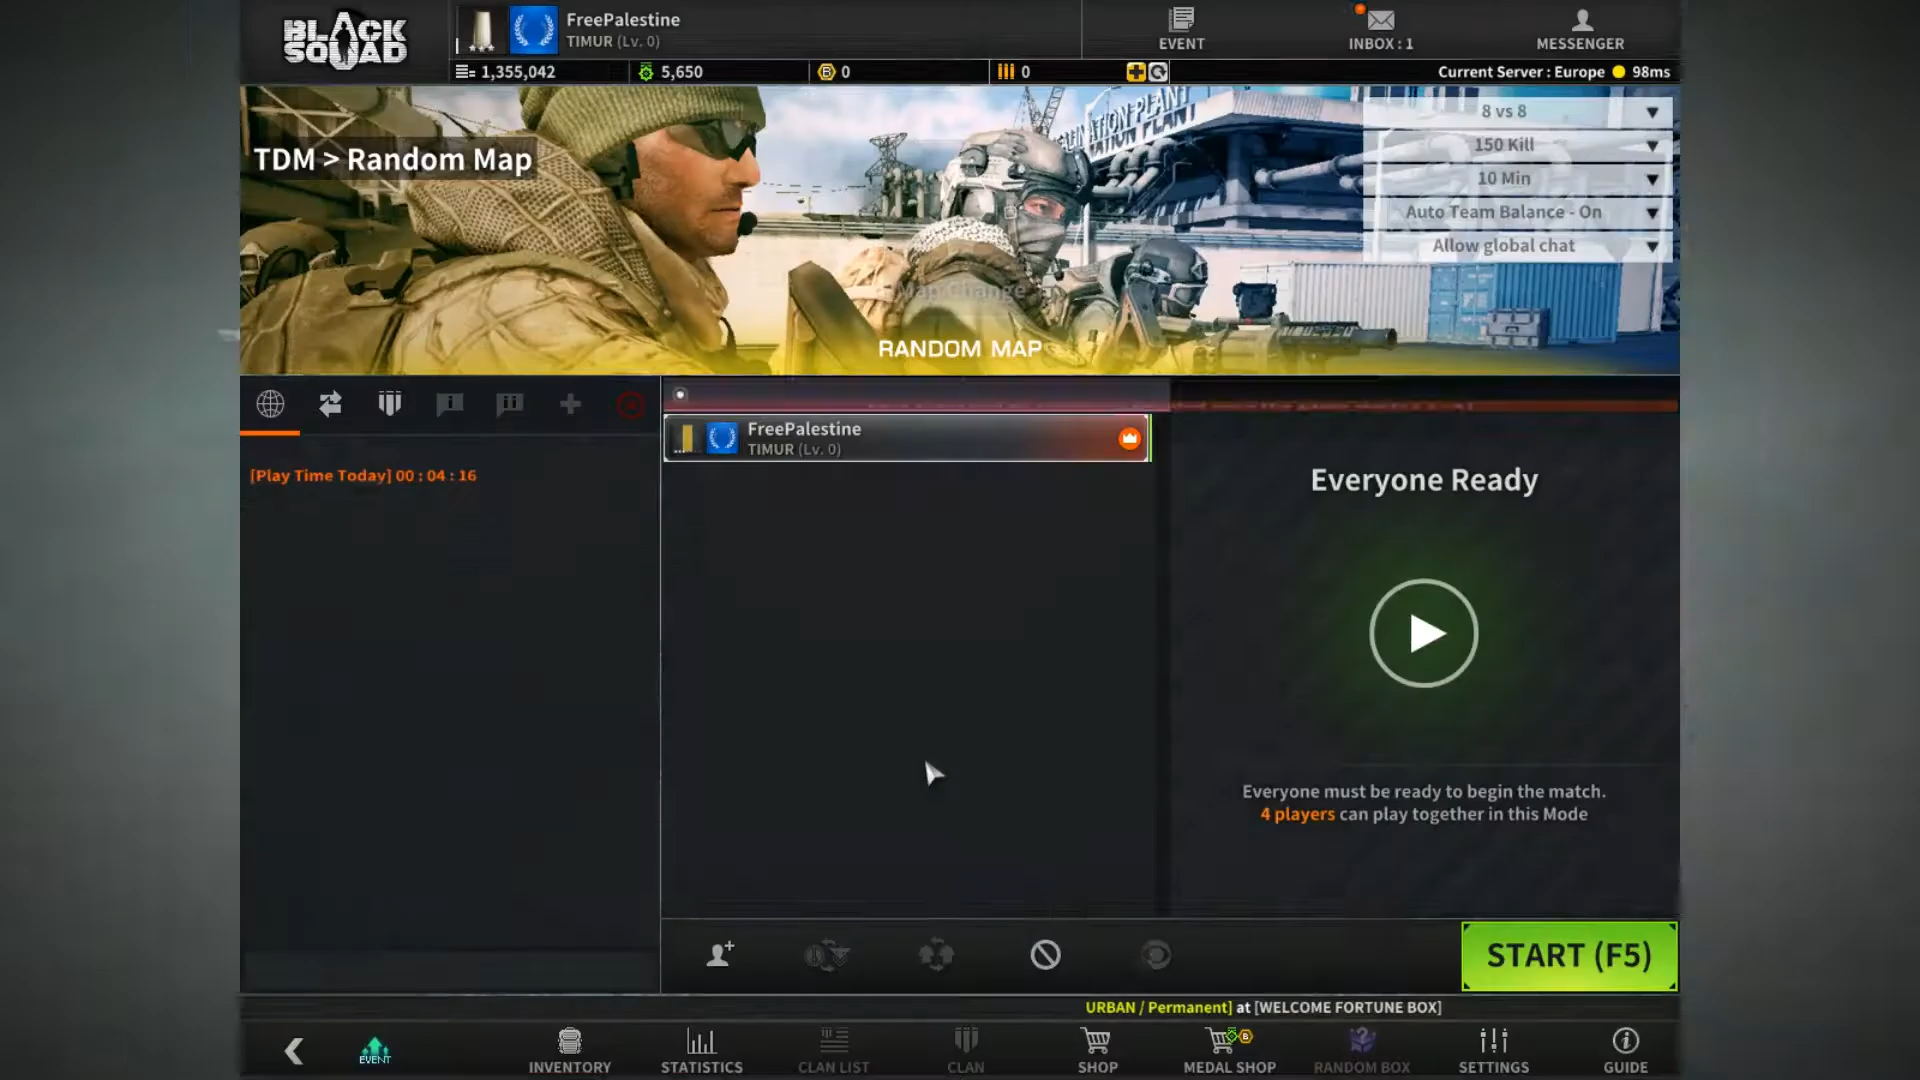 BLACK SQUAD
FreePalestine
TIMUR (Lv. 0)
EVENT
INBOX : 1
MESSENGER
1,355,042
5,650
0
0
Current Server : Europe 98ms
TDM > Random Map
NATION PLANT
8 vs 8
150 Kill
10 Min
Auto Team Balance - On
Allow global chat
Map Change
RANDOM MAP
[Play Time Today] 00 : 04 : 16
FreePalestine
TIMUR (Lv. 0)
Everyone Ready
Everyone must be ready to begin the match.
4 players can play together in this Mode
START (F5)
URBAN / Permanent] at [WELCOME FORTUNE BOX]
EVENT
INVENTORY
STATISTICS
CLAN LIST
CLAN
SHOP
MEDAL SHOP
RANDOM BOX
SETTINGS
GUIDE